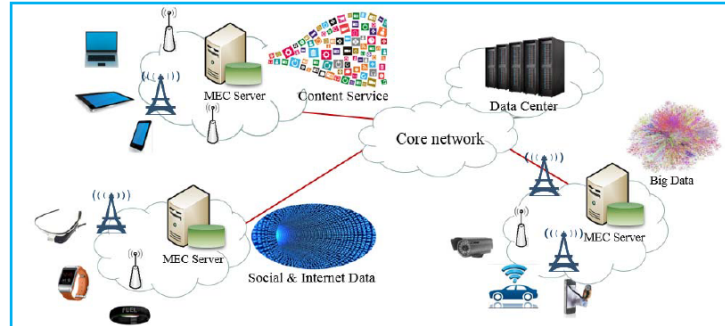 MEC Server
Content Service
Data Center
Core network
Big Data
MEC Server
MEC Server
Social & Internet Data